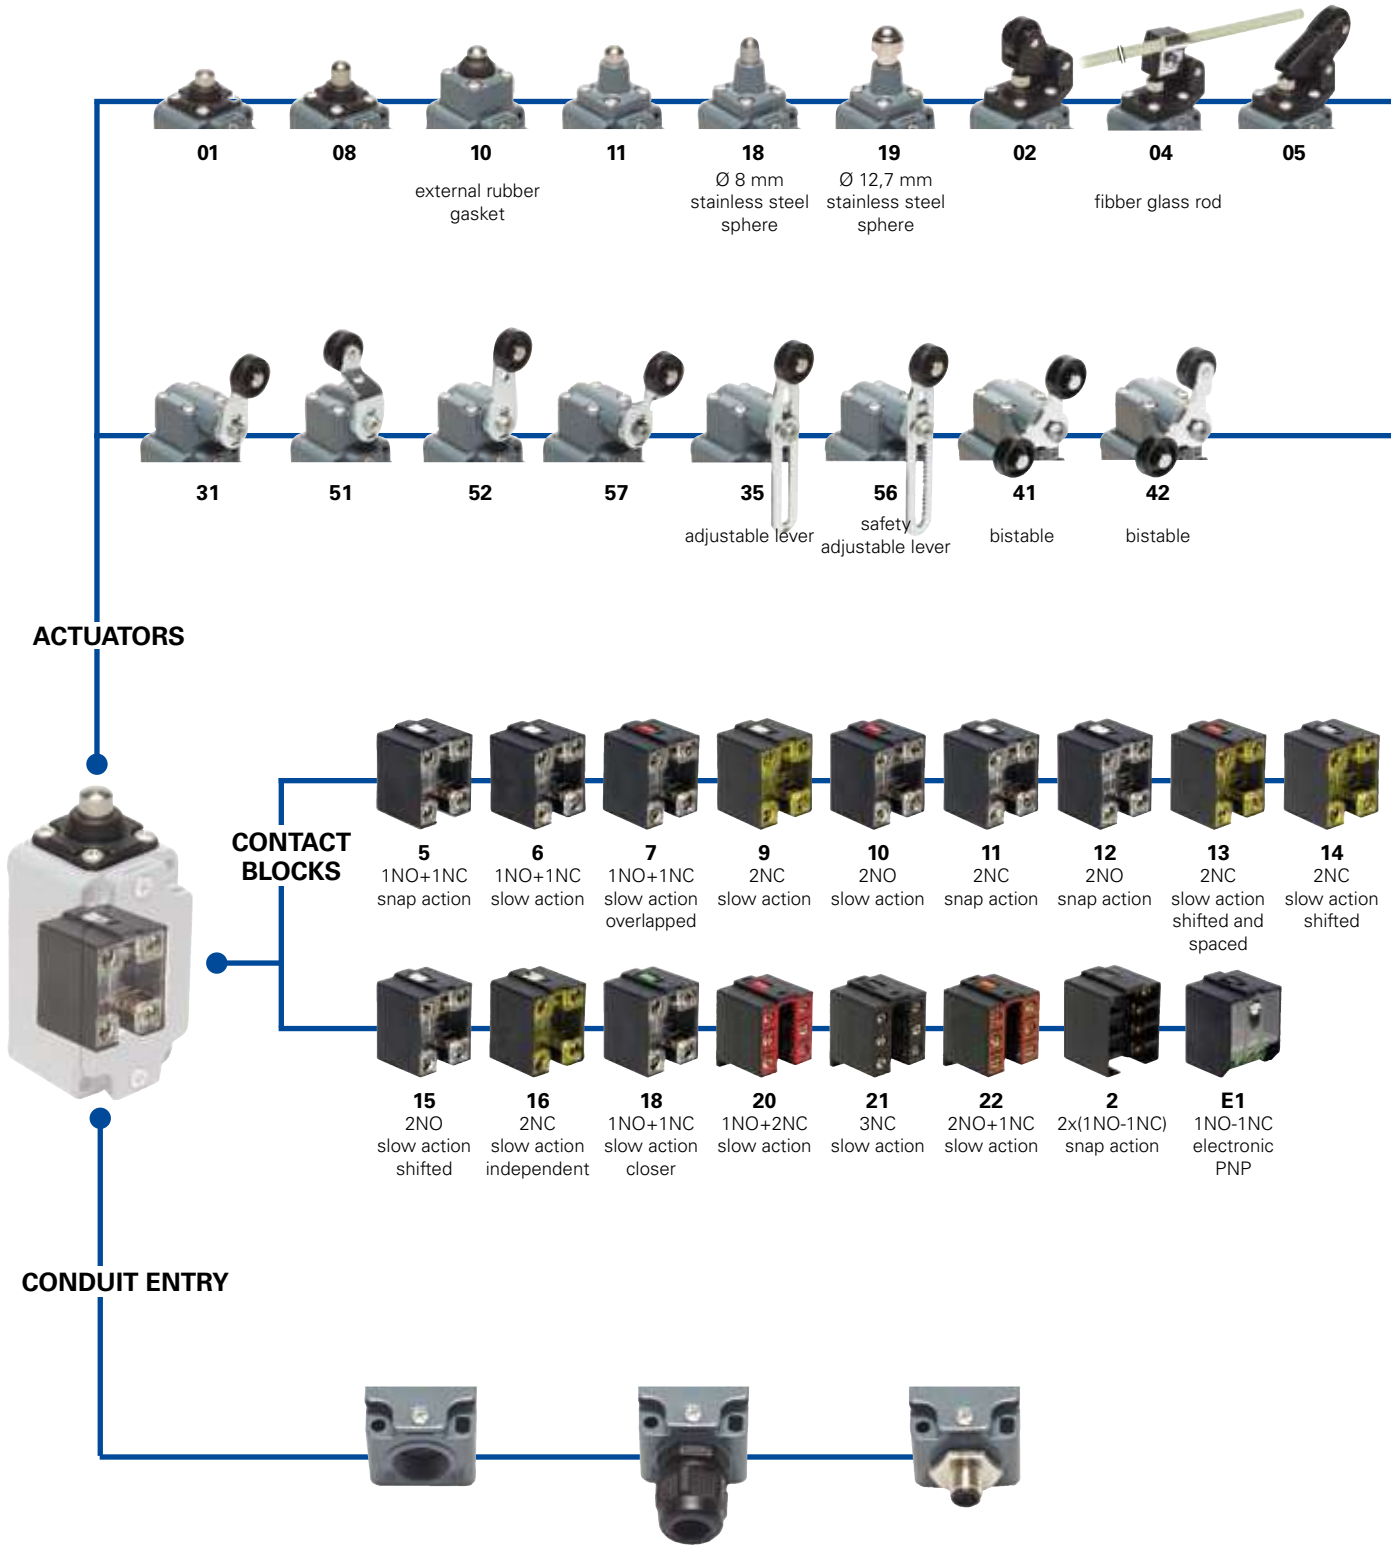 01 08 10 11 18 19 02 04 05
external rubber
gasket
Ø 8 mm
stainless steel
sphere
Ø 12,7 mm
stainless steel
sphere
fibber glass rod
31 51 52 57 35 56 41 42
adjustable lever
safety
adjustable lever
bistable
bistable
ACTUATORS
CONTACT
BLOCKS
5
1NO+1NC
snap action
6
1NO+1NC
slow action
7
1NO+1NC
slow action
overlapped
9
2NC
slow action
10
2NO
slow action
11
2NC
snap action
12
2NO
snap action
13
2NC
slow action
shifted and
spaced
14
2NC
slow action
shifted
15
2NO
slow action
shifted
16
2NC
slow action
independent
18
1NO+1NC
slow action
closer
20
1NO+2NC
slow action
21
3NC
slow action
22
2NO+1NC
slow action
2
2x(1NO-1NC)
snap action
E1
1NO-1NC
electronic
PNP
CONDUIT ENTRY